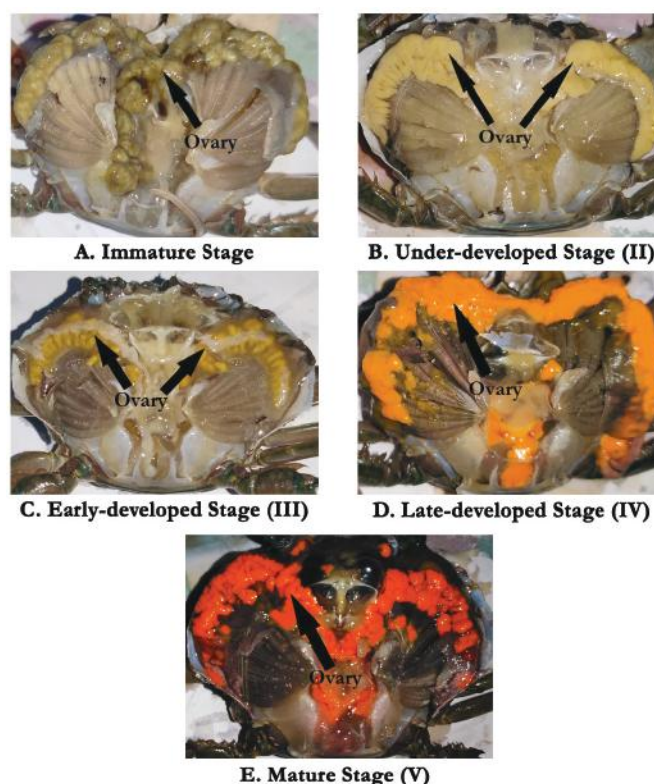 Ovary
A. Immature Stage
Ovary
B. Under-developed Stage (II)
Ovary
C. Early-developed Stage (III)
Ovary
D. Late-developed Stage (IV)
Ovary
E. Mature Stage (V)